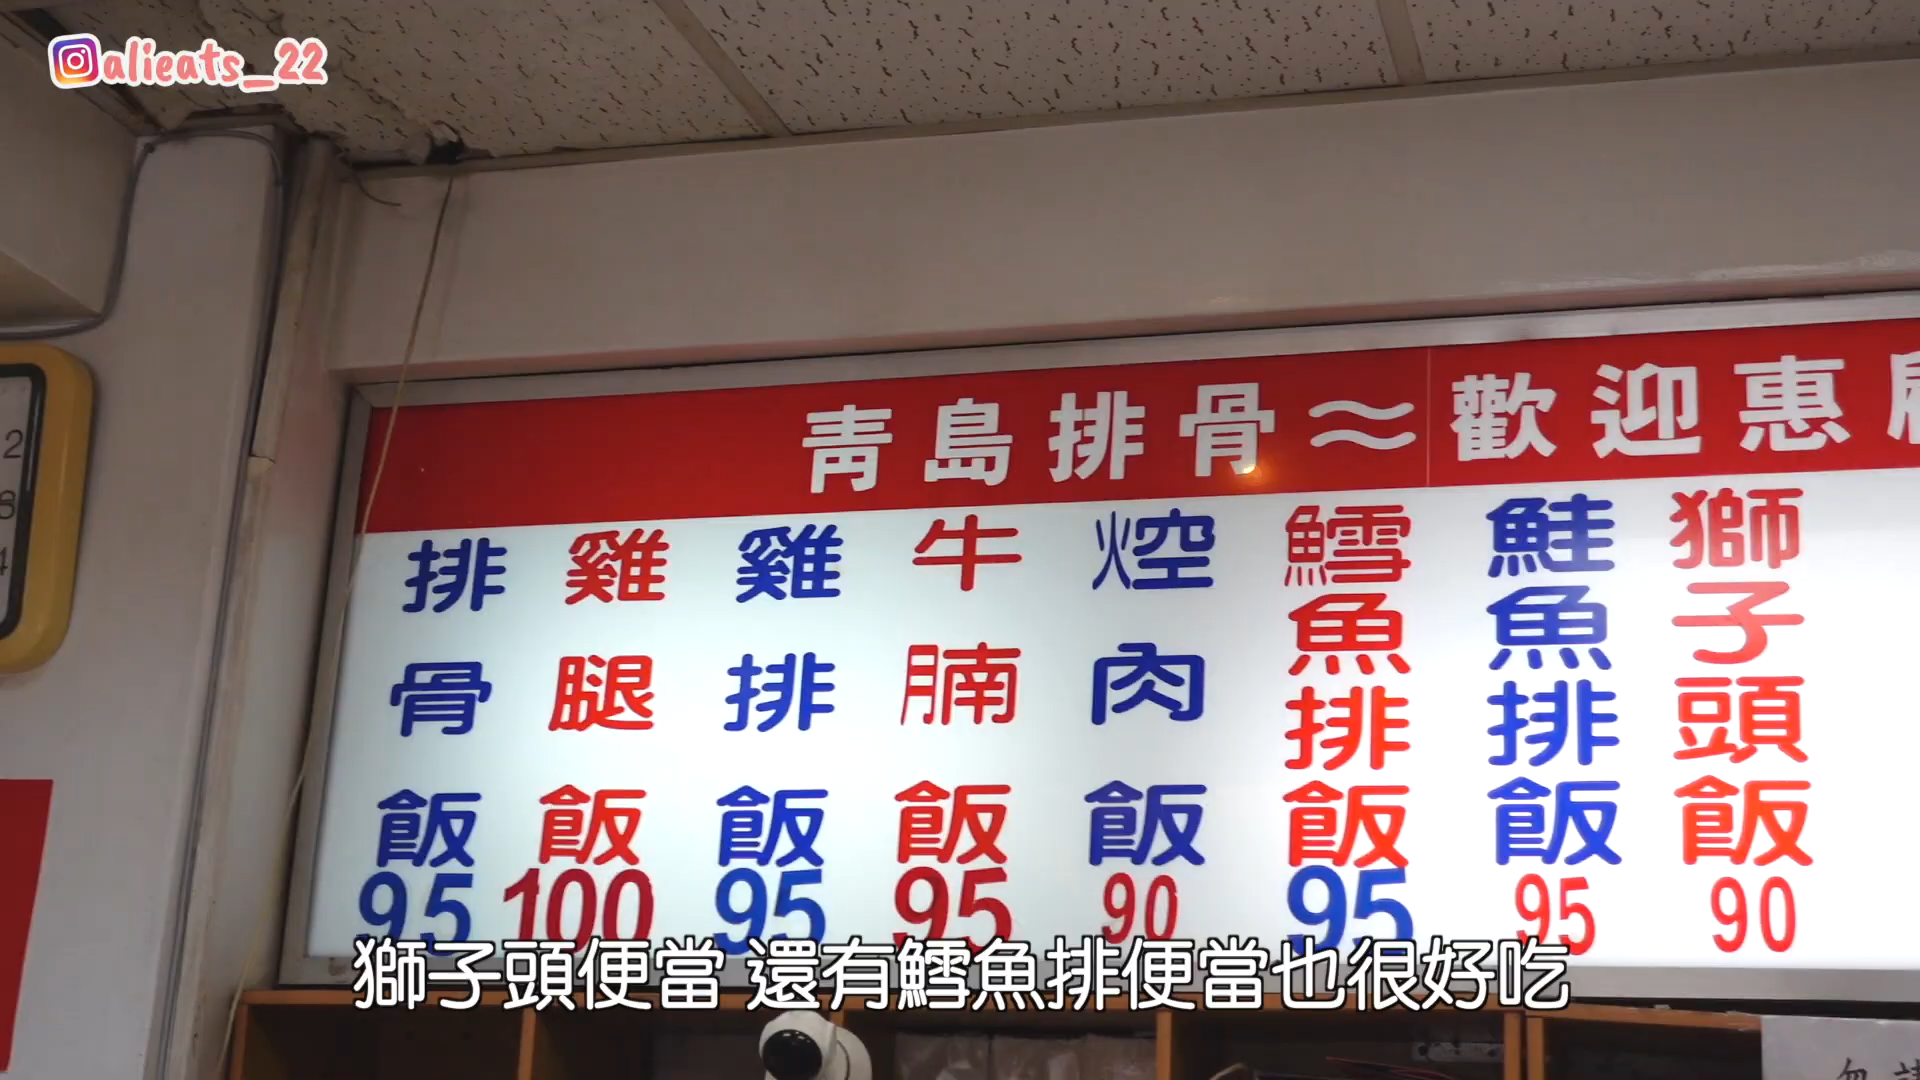 @alieats_22
青島排骨≈歡迎惠
排骨飯 95
雞腿飯 100
雞排飯 95
牛腩飯 95
焢肉飯 90
鱈魚排飯 95
鮭魚排飯 95
獅子頭飯 90
獅子頭便當 還有鱈魚排便當也很好吃
2
勿